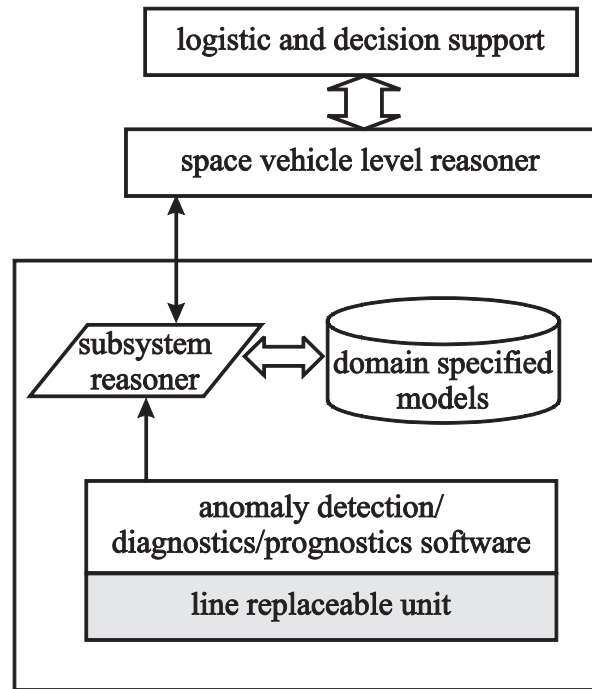 logistic and decision support
space vehicle level reasoner
subsystem
reasoner
domain specified
models
anomaly detection/
diagnostics/prognostics software
line replaceable unit